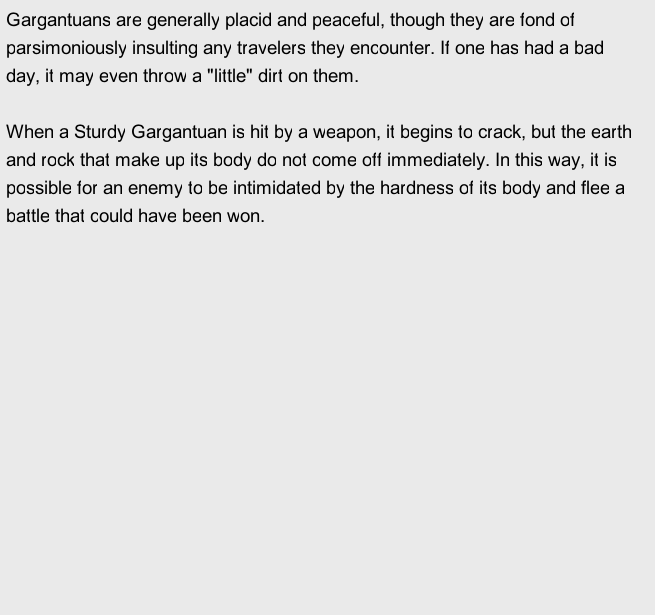 Gargantuans are generally placid and peaceful, though they are fond of
parsimoniously insulting any travelers they encounter. If one has had a bad
day, it may even throw a "little" dirt on them.

When a Sturdy Gargantuan is hit by a weapon, it begins to crack, but the earth
and rock that make up its body do not come off immediately. In this way, it is
possible for an enemy to be intimidated by the hardness of its body and flee a
battle that could have been won.